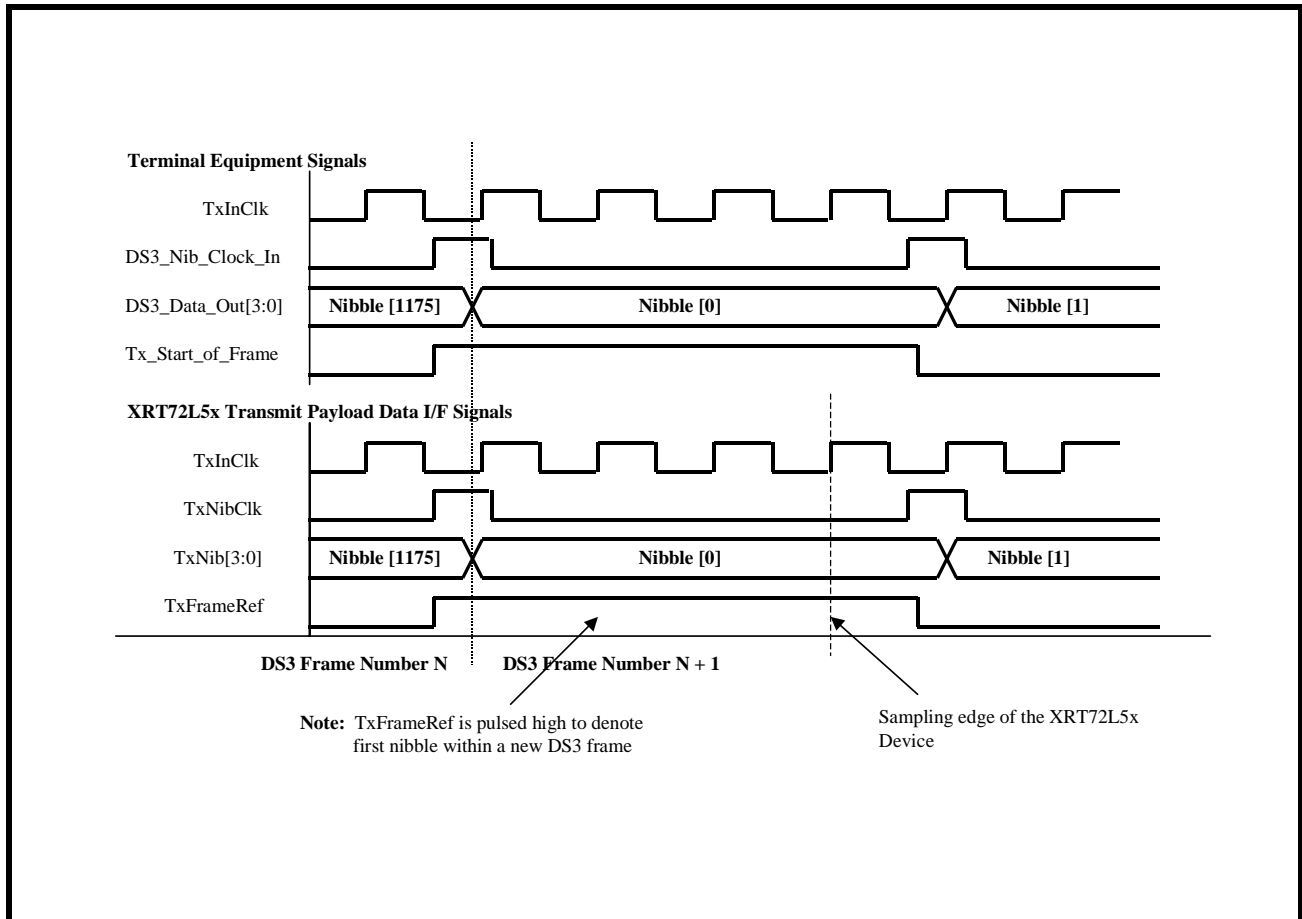 Terminal Equipment Signals
TxInClk
DS3_Nib_Clock_In
DS3_Data_Out[3:0]
Nibble [1175]
Nibble [0]
Nibble [1]
Tx_Start_of_Frame
XRT72L5x Transmit Payload Data I/F Signals
TxInClk
TxNibClk
TxNib[3:0]
Nibble [1175]
Nibble [0]
Nibble [1]
TxFrameRef
DS3 Frame Number N
DS3 Frame Number N + 1
Note: TxFrameRef is pulsed high to denote
first nibble within a new DS3 frame
Sampling edge of the XRT72L5x
Device